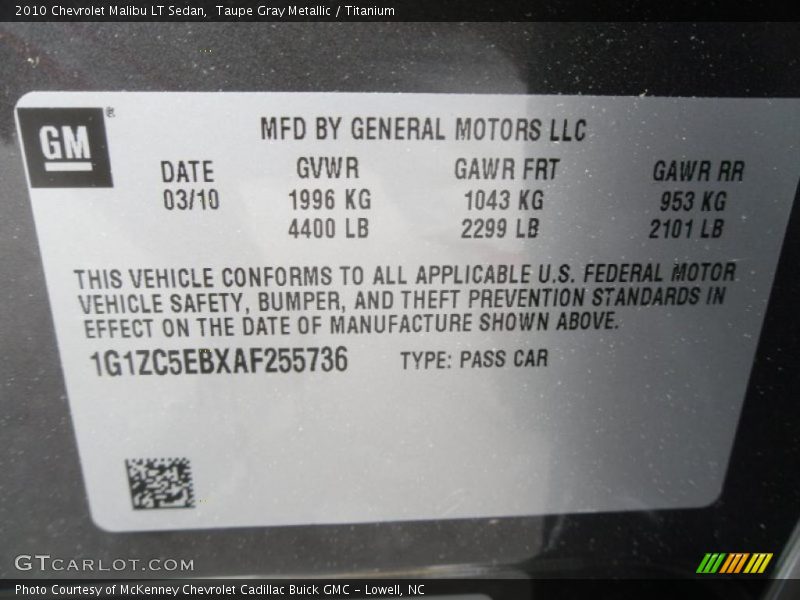 2010 Chevrolet Malibu LT Sedan,  Taupe Gray Metallic / Titanium
GM ®
MFD BY GENERAL MOTORS LLC
DATE GVWR GAWR FRT GAWR RR
03/10 1996 KG 1043 KG 953 KG
4400 LB 2299 LB 2101 LB
THIS VEHICLE CONFORMS TO ALL APPLICABLE U.S. FEDERAL MOTOR
VEHICLE SAFETY, BUMPER, AND THEFT PREVENTION STANDARDS IN
EFFECT ON THE DATE OF MANUFACTURE SHOWN ABOVE.
1G1ZC5EBXAF255736 TYPE: PASS CAR
GTCARLOT.COM
Photo Courtesy of McKenney Chevrolet Cadillac Buick GMC - Lowell, NC